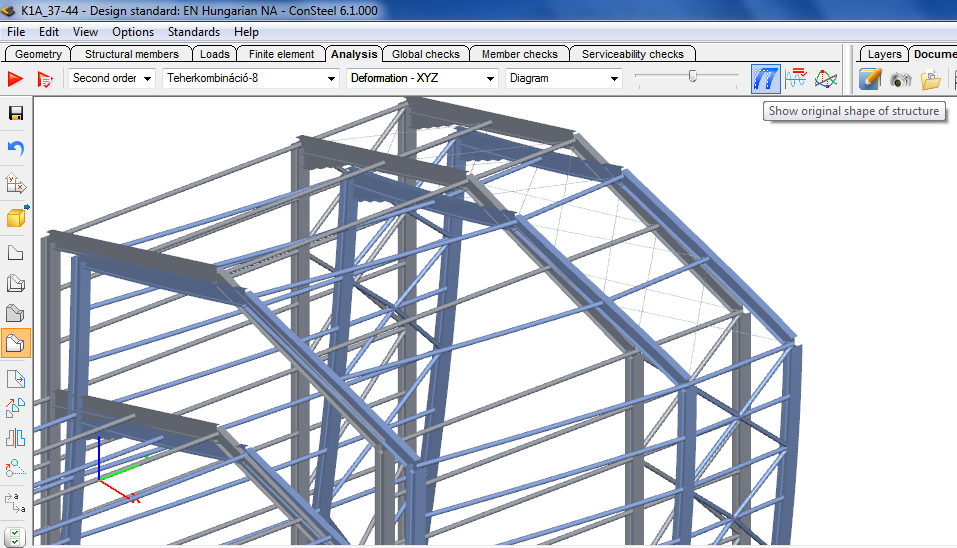 K1A_37-44 - Design standard: EN Hungarian NA - ConSteel 6.1.000
File Edit View Options Standards Help
Geometry Structural members Loads Finite element Analysis Global checks Member checks Serviceability checks Layers Docume
Second order Teherkombináció-8 Deformation - XYZ Diagram
Show original shape of structure